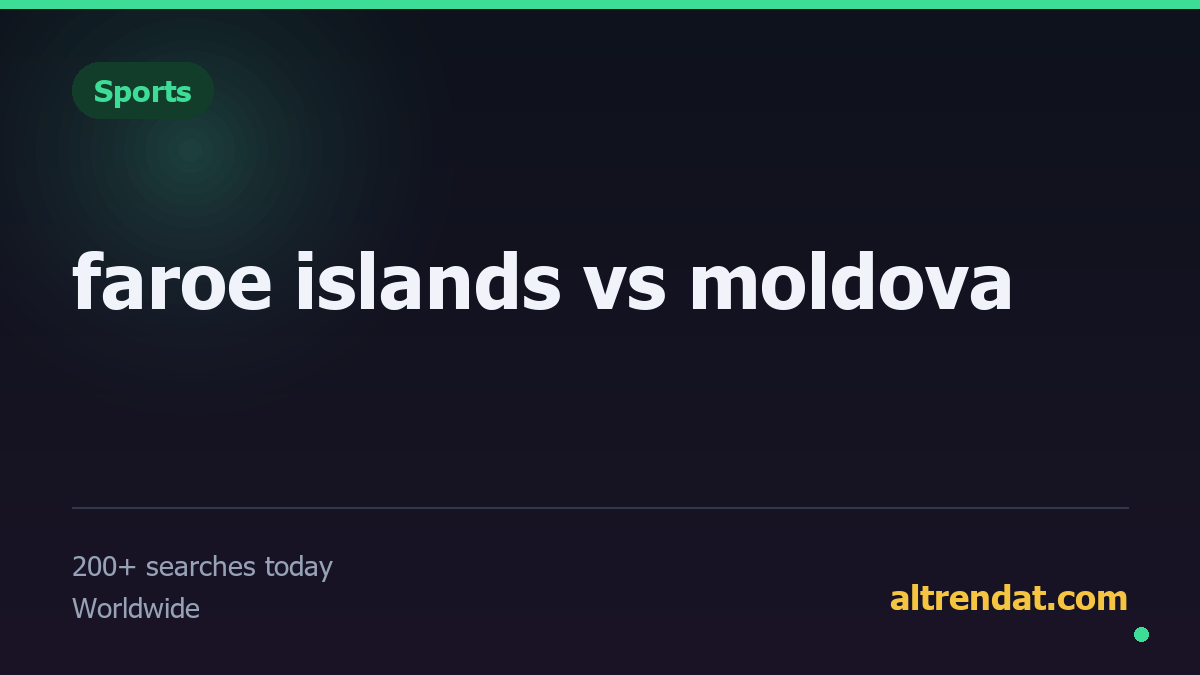 Sports
faroe islands vs moldova
200+ searches today
Worldwide
altrendat.com